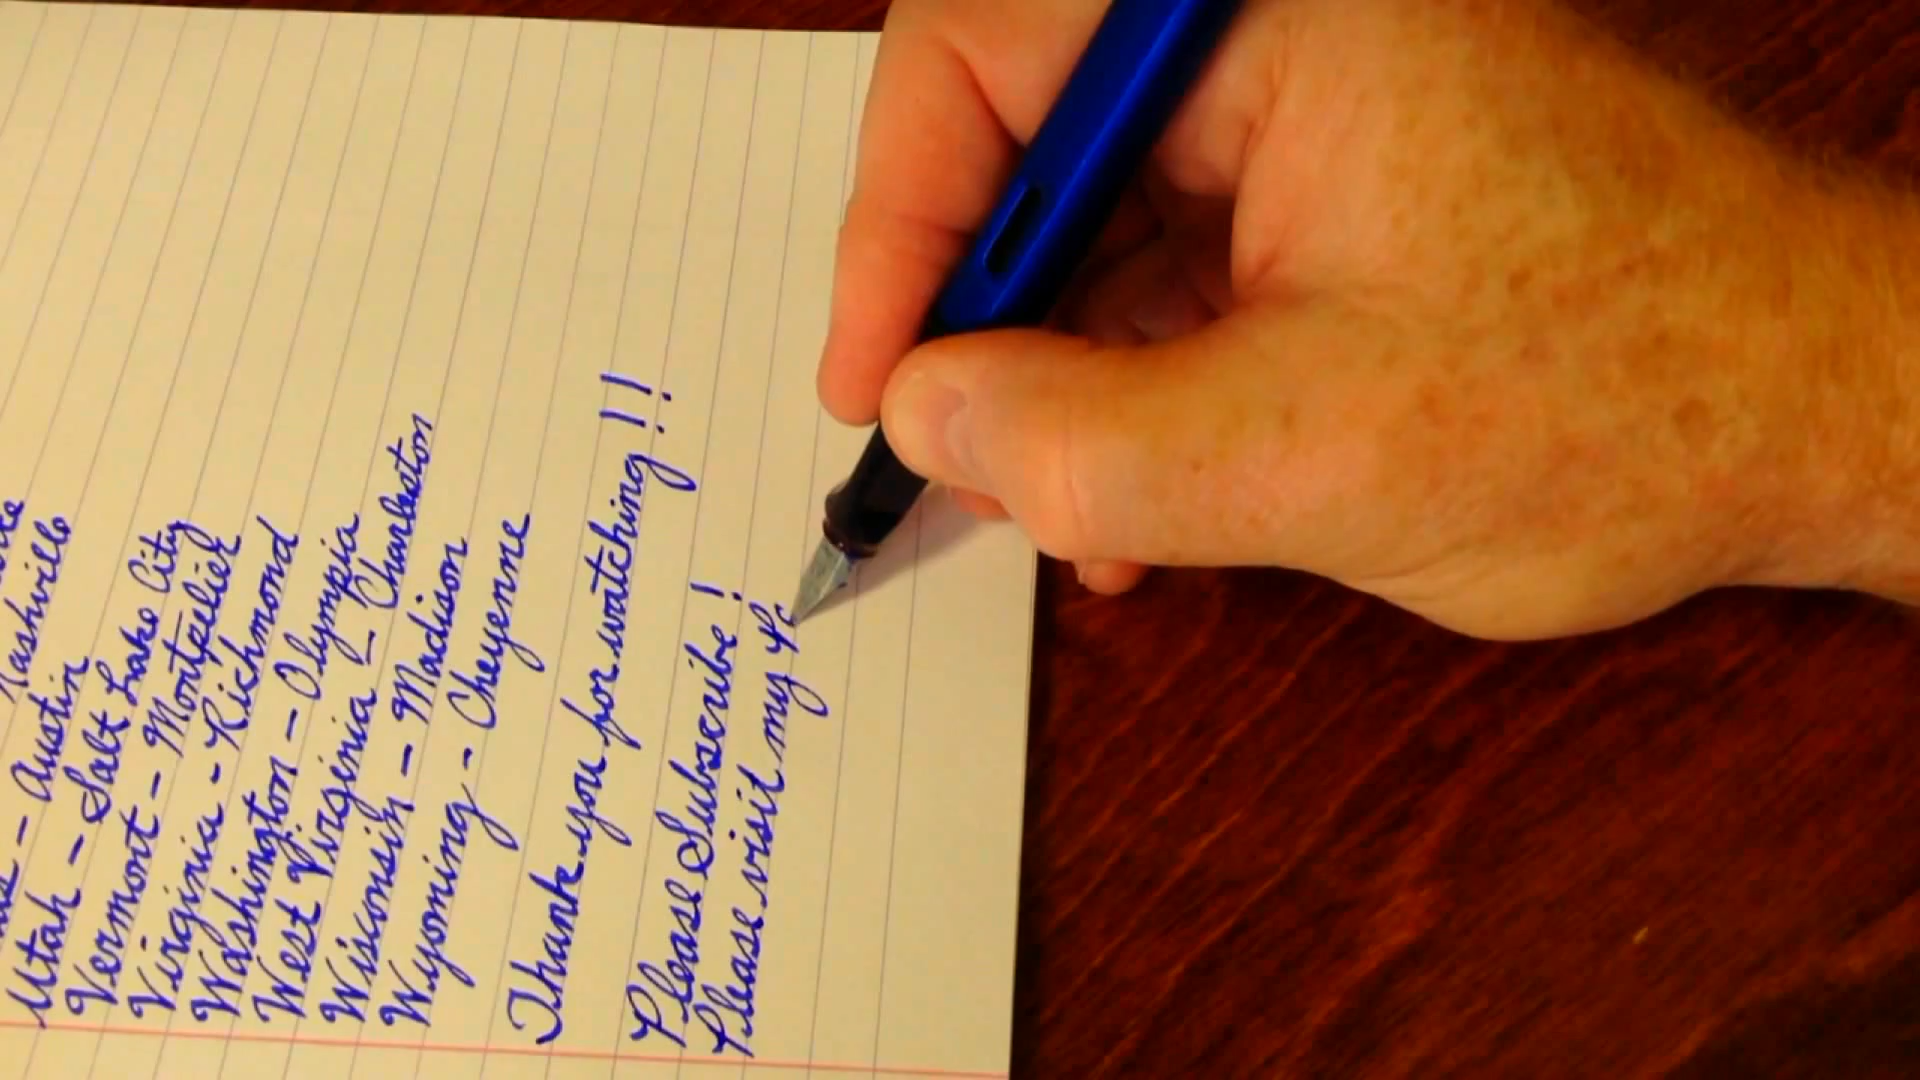 Nashville
- Austin
Utah - Salt Lake City
Vermont - Montpelier
Virginia - Richmond
Washington - Olympia
West Virginia - Charleston
Wisconsin - Madison
Wyoming - Cheyenne
Thank you for watching!!
Please Subscribe!
Please visit my